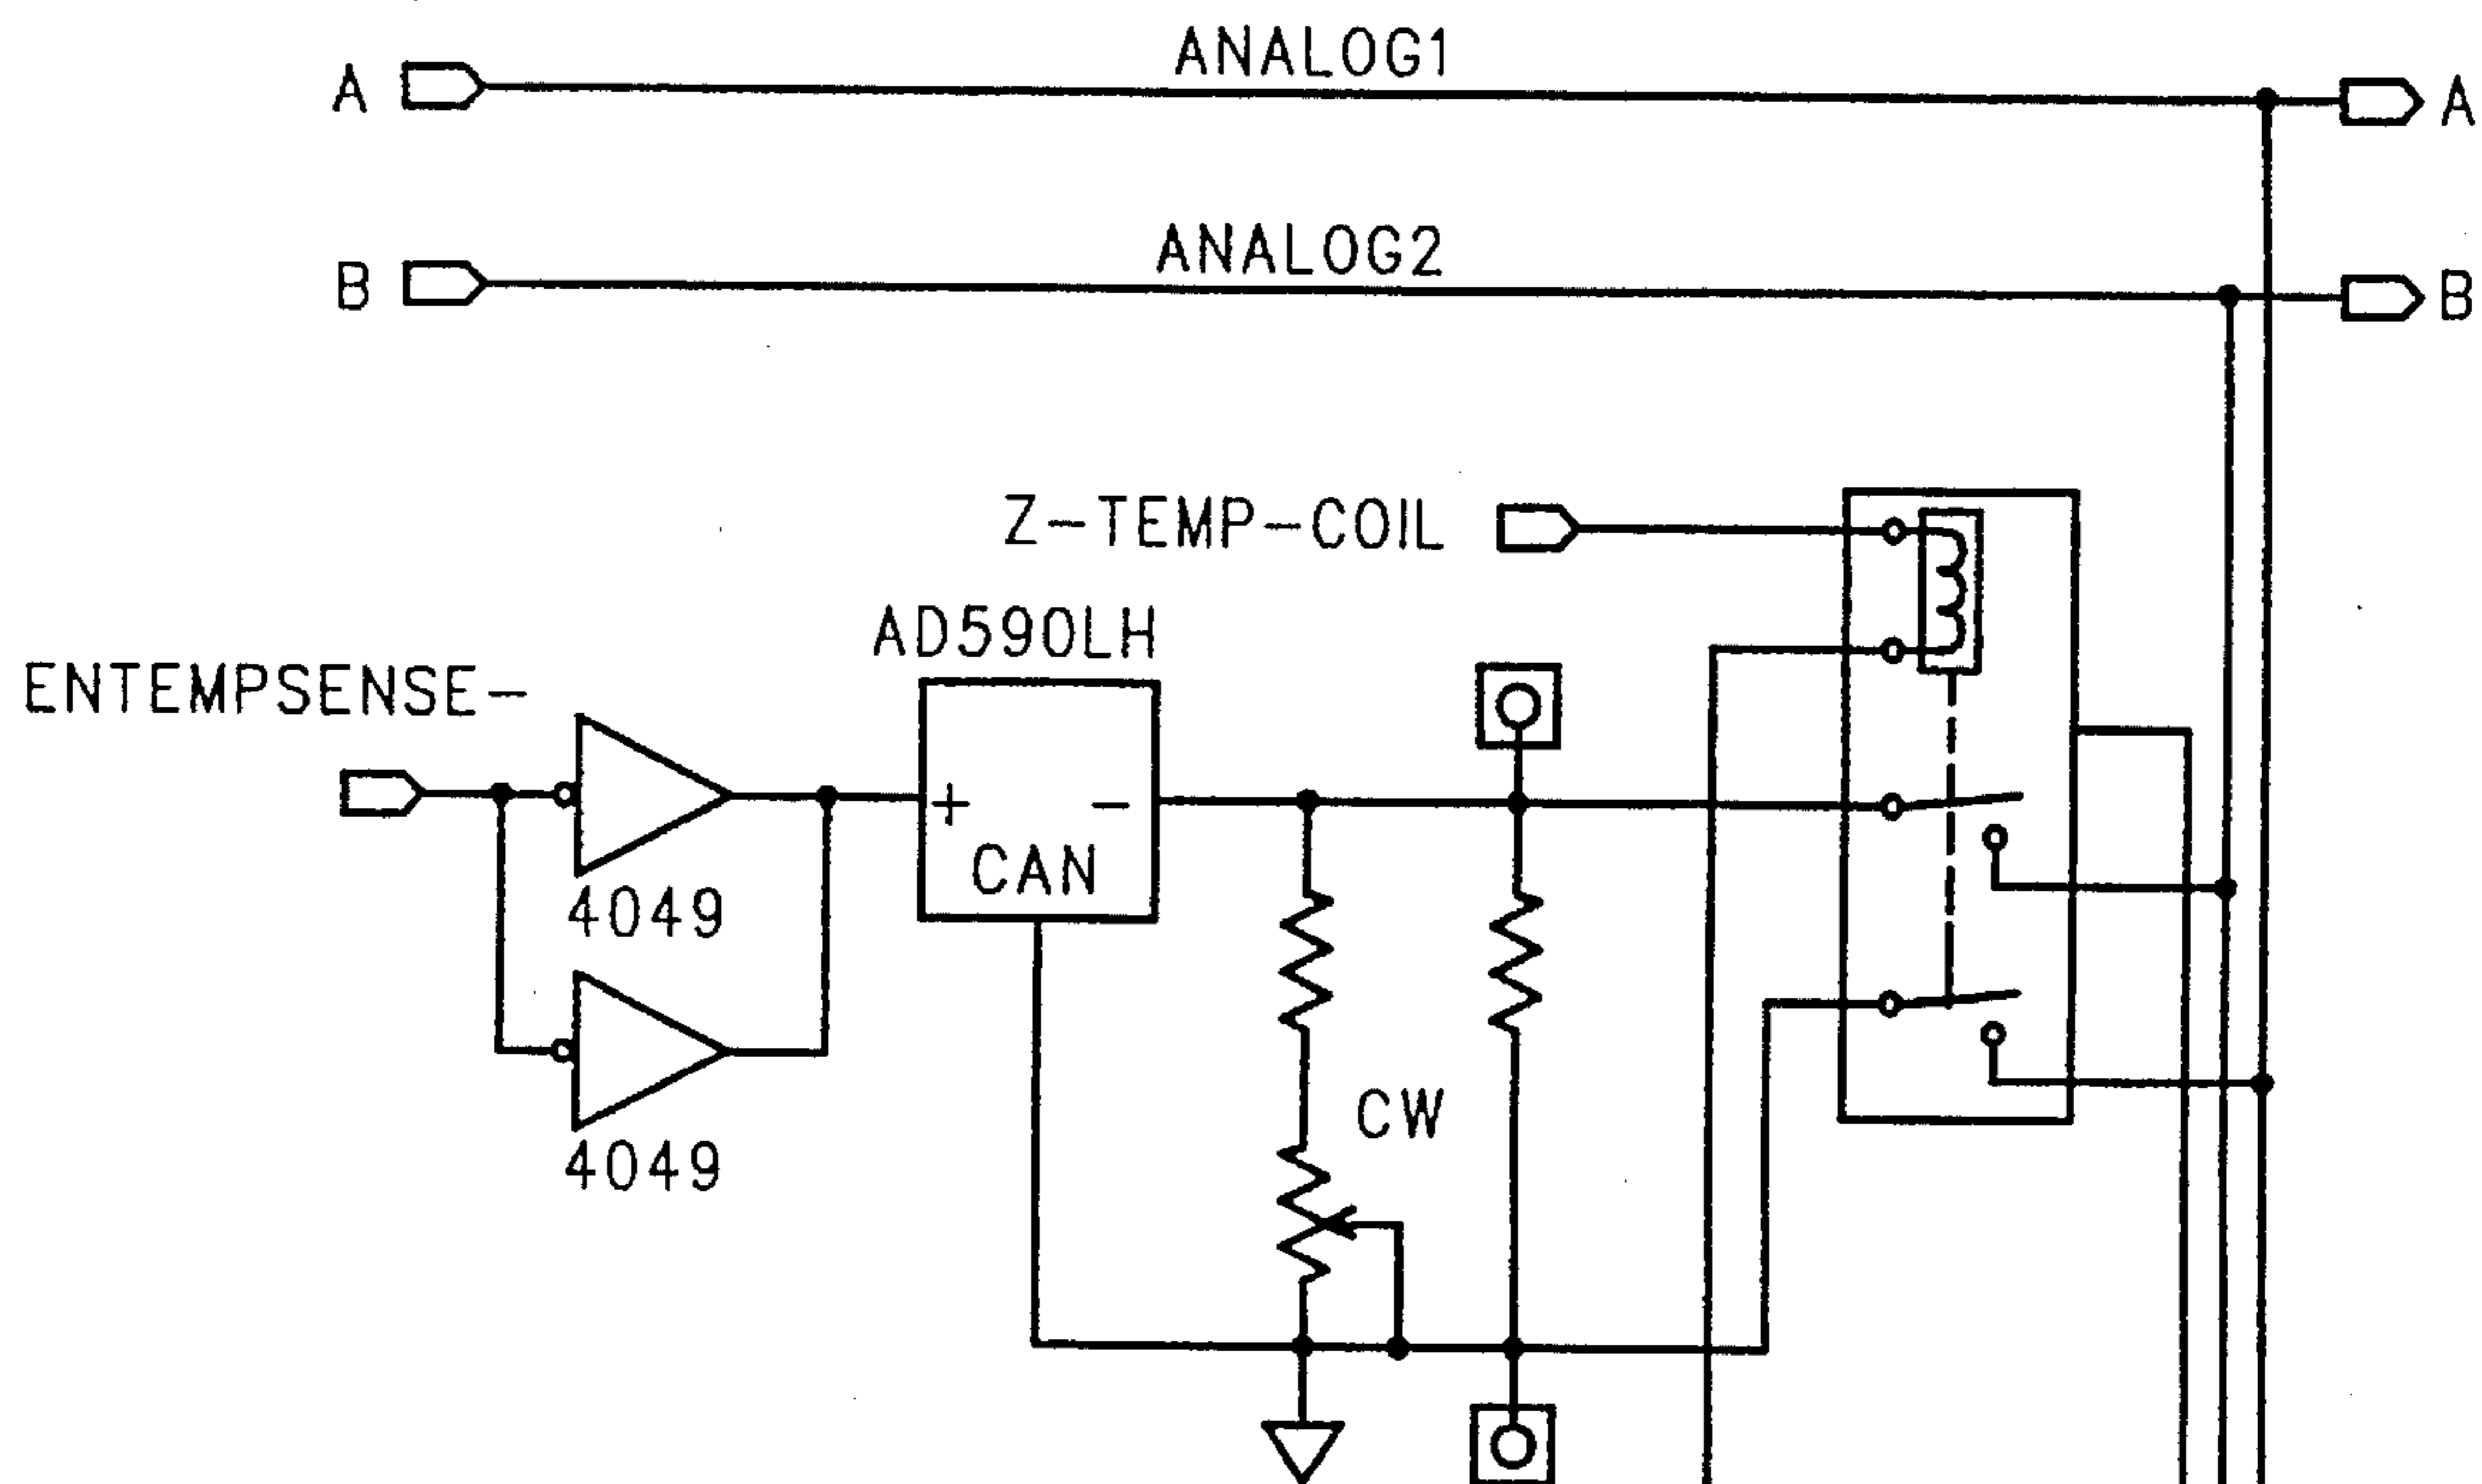 ANALOG1
A A
ANALOG2
B B
Z-TEMP-COIL
AD590LH
ENTEMPSENSE-
+ -
CAN
4049
CW
4049